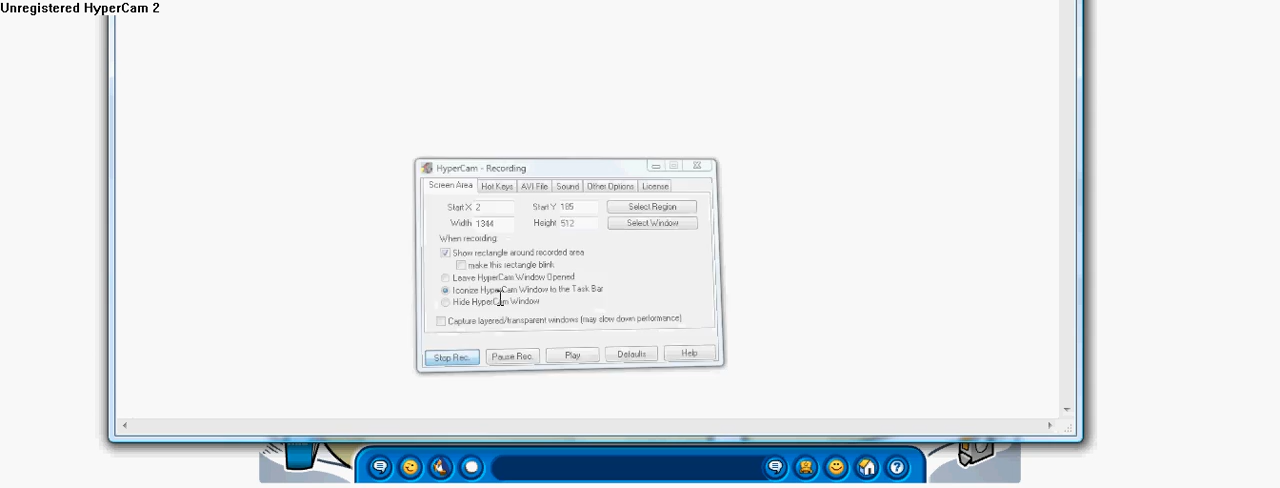 Unregistered HyperCam 2
HyperCam - Recording
Screen Area Hot Keys AVI File Sound Other Options License
Start X 2 Start Y 185 Select Region
Width 1344 Height 512 Select Window
When recording:
Show rectangle around recorded area
make this rectangle blink
Leave HyperCam Window Opened
Iconize HyperCam Window to the Task Bar
Hide HyperCam Window
Capture layered/transparent windows (may slow down performance)
Stop Rec. Pause Rec. Play Defaults Help